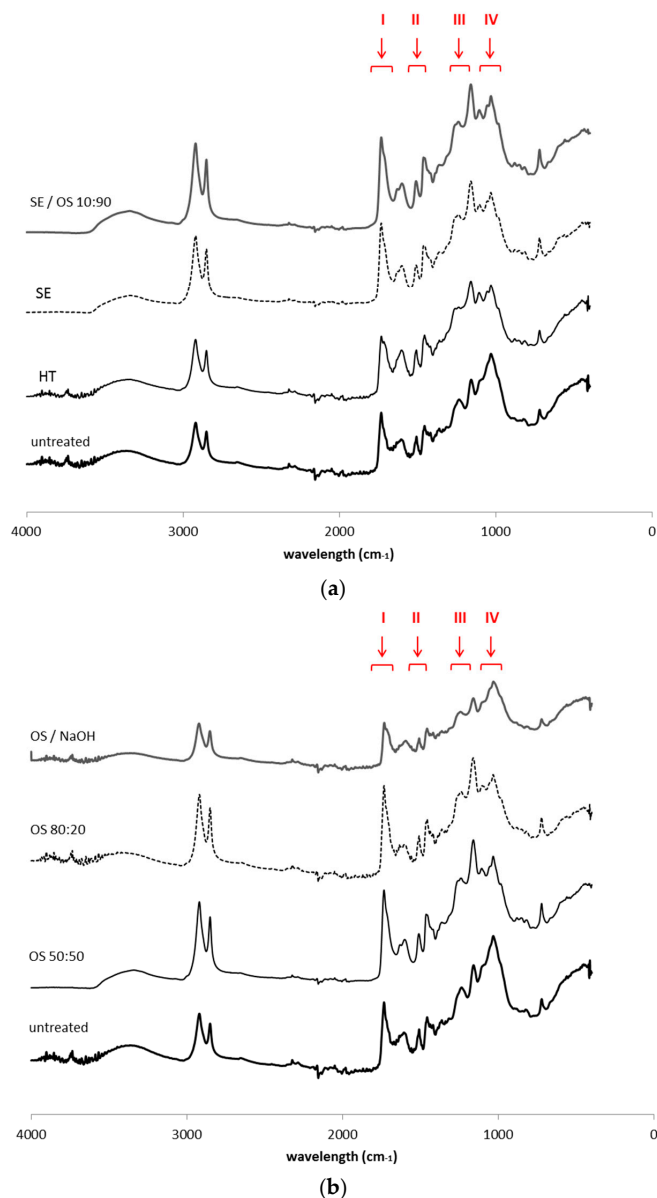 I II III IV
SE / OS 10:90
SE
HT
untreated
4000 3000 2000 1000 0
wavelength (cm-1)
(a)
I II III IV
OS / NaOH
OS 80:20
OS 50:50
untreated
4000 3000 2000 1000 0
wavelength (cm-1)
(b)